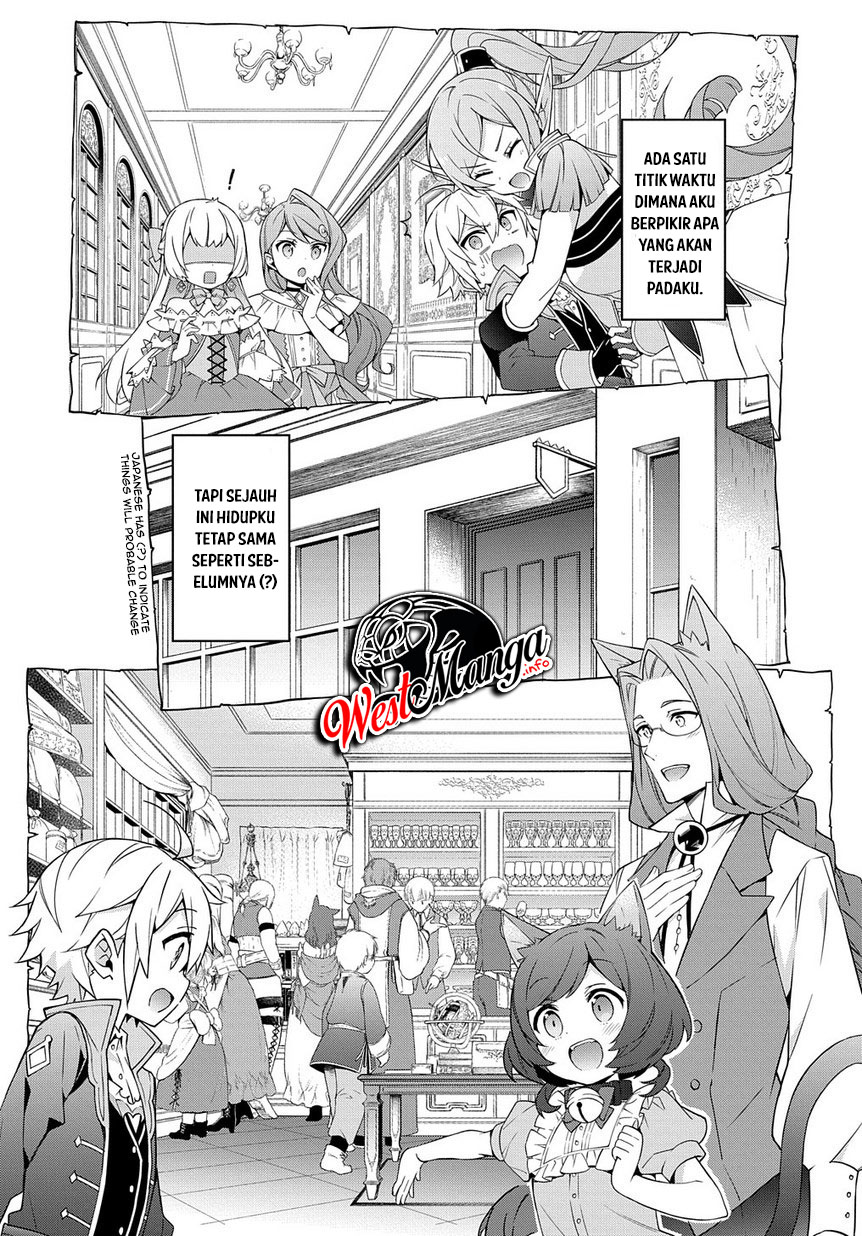 !
ADA SATU
TITIK WAKTU
DIMANA AKU
BERPIKIR APA
YANG AKAN
TERJADI
PADAKU.
TAPI SEJAUH
INI HIDUPKU
TETAP SAMA
SEPERTI SEB-
ELUMNYA (?)
JAPANESE HAS (?) TO INDICATE
THINGS WILL PROBABLE CHANGE
WestManga
.info